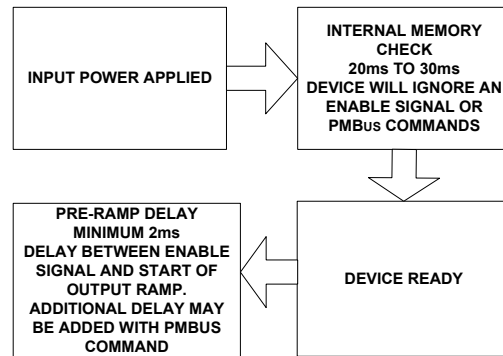 INPUT POWER APPLIED
INTERNAL MEMORY
CHECK
20ms TO 30ms
DEVICE WILL IGNORE AN
ENABLE SIGNAL OR
PMBUS COMMANDS
PRE-RAMP DELAY
MINIMUM 2ms
DELAY BETWEEN ENABLE
SIGNAL AND START OF
OUTPUT RAMP.
ADDITIONAL DELAY MAY
BE ADDED WITH PMBUS
COMMAND
DEVICE READY